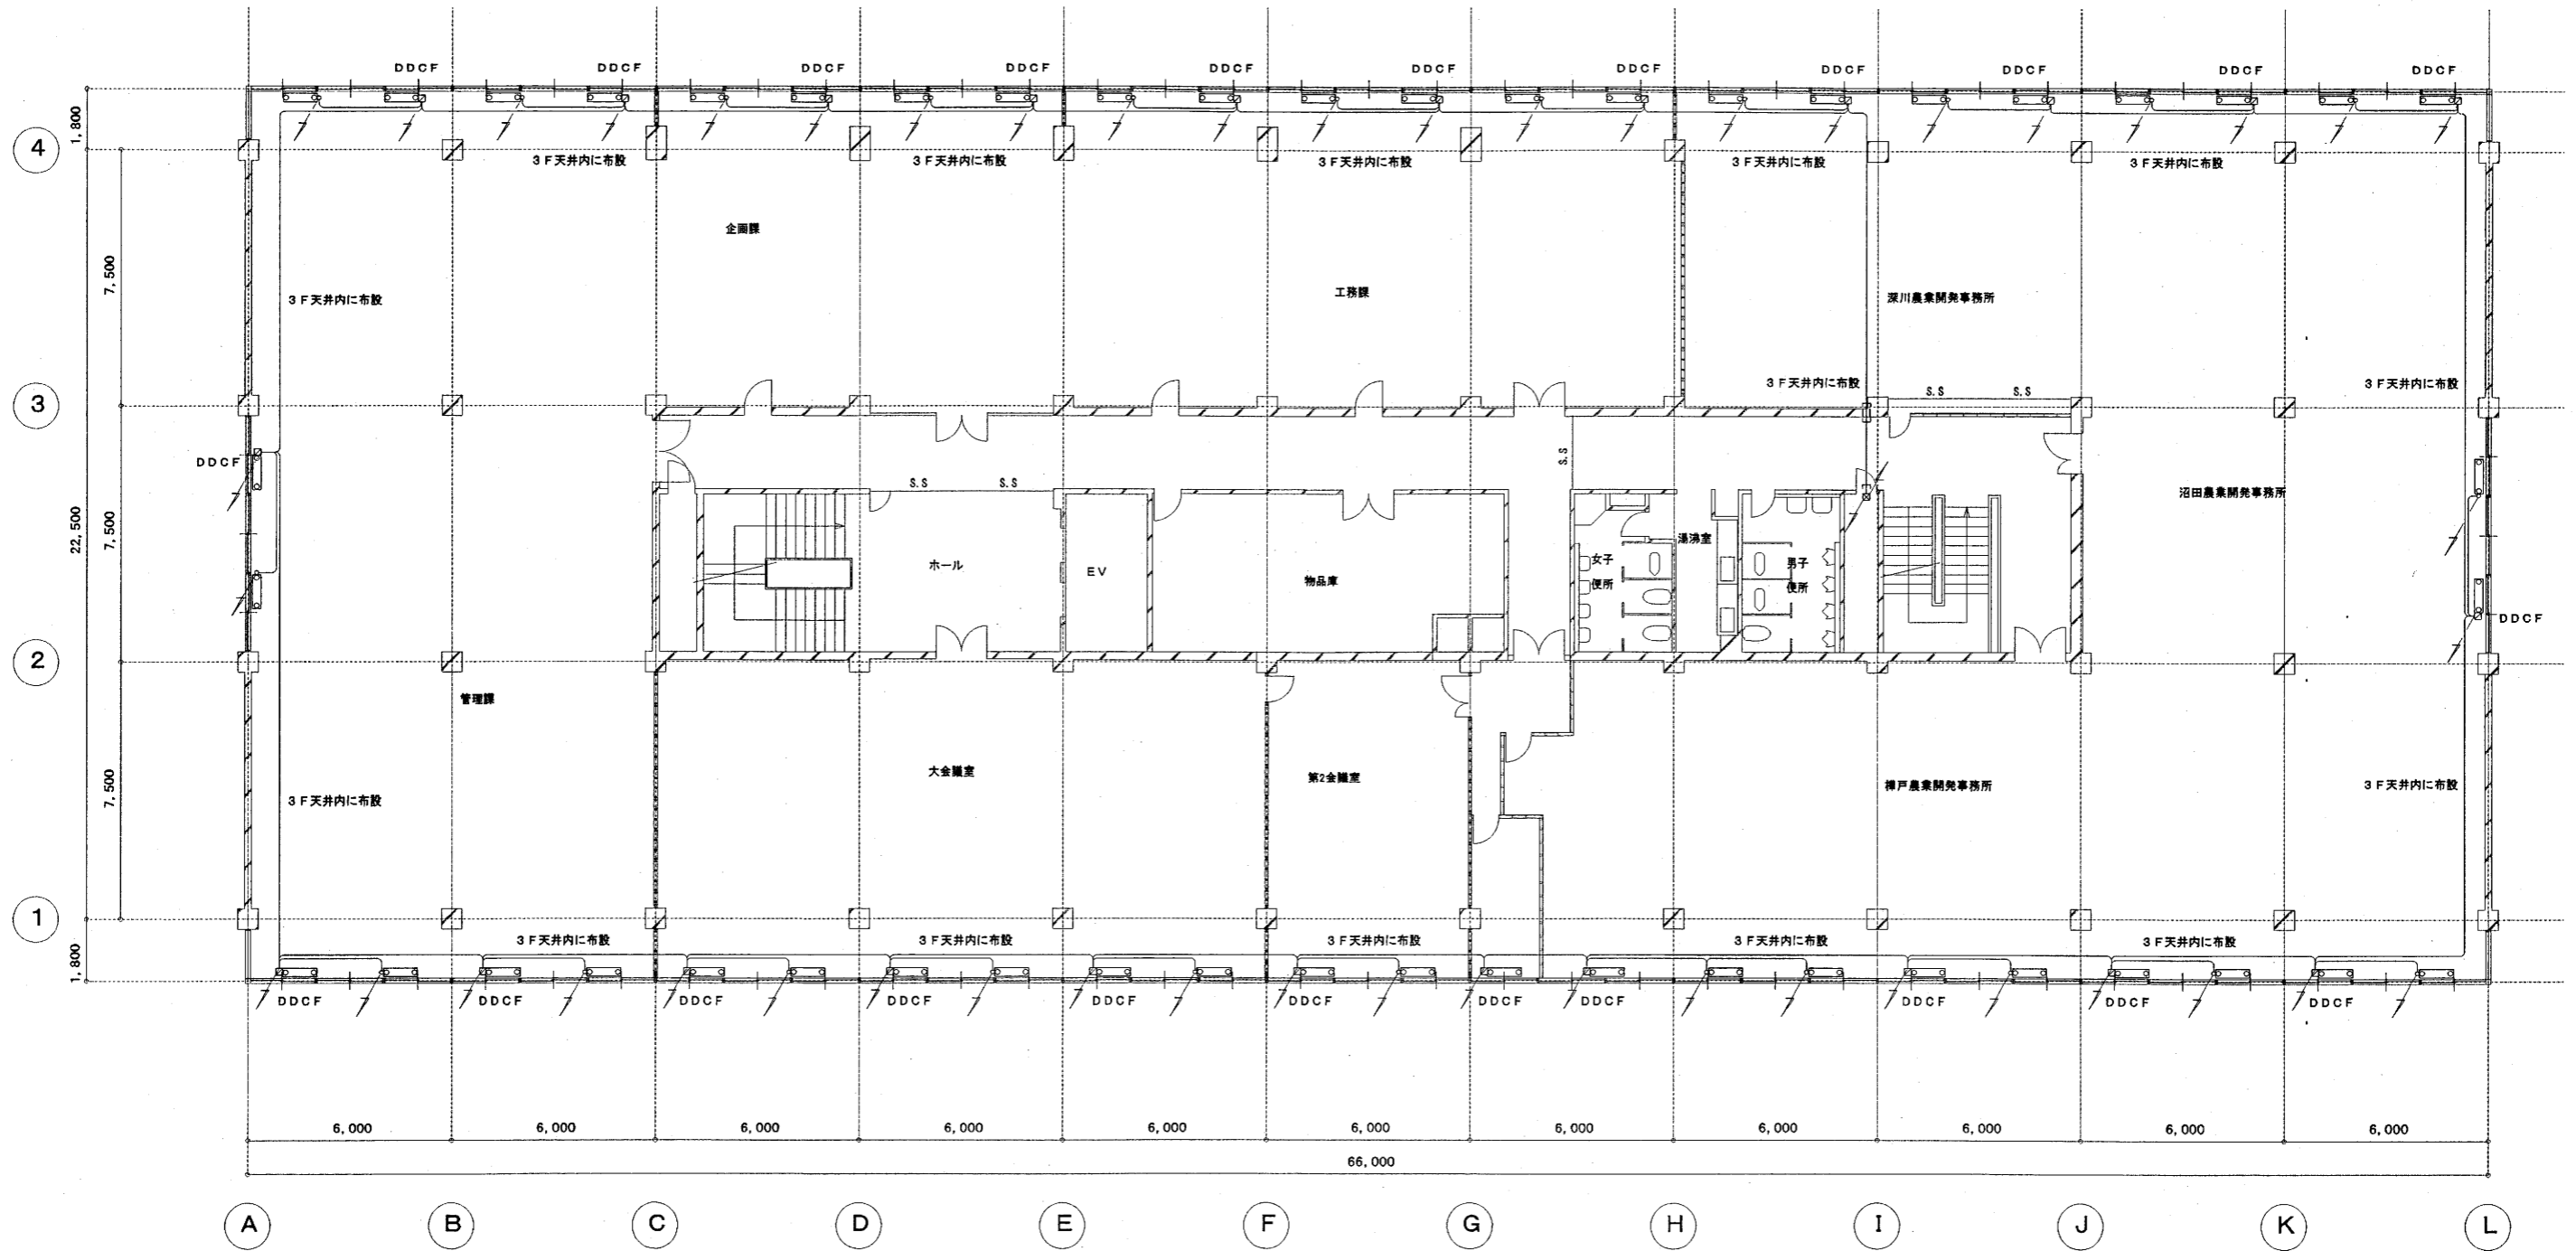 DDCF DDCF DDCF DDCF DDCF DDCF DDCF DDCF DDCF DDCF DDCF
1,800
4
3F天井内に布設 3F天井内に布設 3F天井内に布設 3F天井内に布設 3F天井内に布設
企画課
7,500
3F天井内に布設
工務課
深川農業開発事務所
3F天井内に布設 3F天井内に布設
3
S.S S.S
S.S
DDCF
S.S S.S
沼田農業開発事務所
22,500
7,500
湯沸室
女子
便所
男子
便所
ホール
EV
物品庫
DDCF
2
管理課
大会議室
第2会議室
樺戸農業開発事務所
7,500
3F天井内に布設
3F天井内に布設
1
3F天井内に布設 3F天井内に布設 3F天井内に布設 3F天井内に布設 3F天井内に布設
1,800
DDCF DDCF DDCF DDCF DDCF DDCF DDCF DDCF DDCF DDCF DDCF
6,000 6,000 6,000 6,000 6,000 6,000 6,000 6,000 6,000 6,000 6,000
66,000
A B C D E F G H I J K L